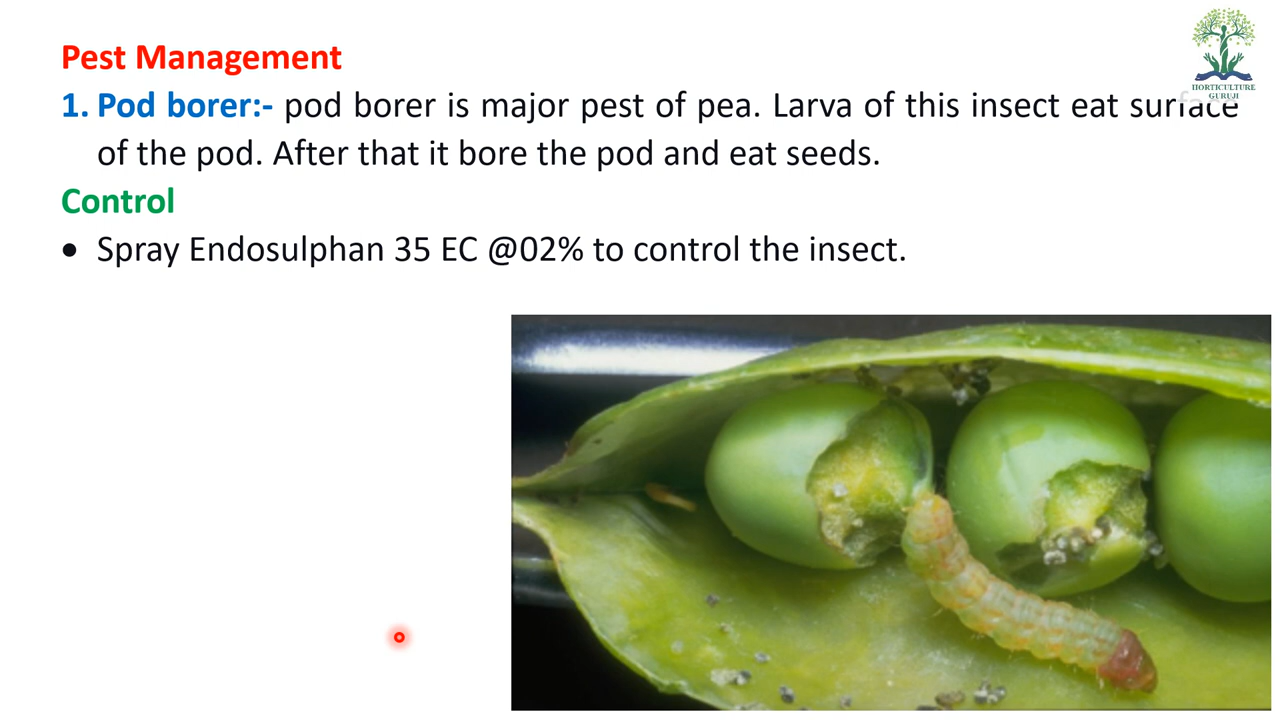 Pest Management
1. Pod borer:- pod borer is major pest of pea. Larva of this insect eat surface
of the pod. After that it bore the pod and eat seeds.
Control
• Spray Endosulphan 35 EC @02% to control the insect.
HORTICULTURE
GURUJI